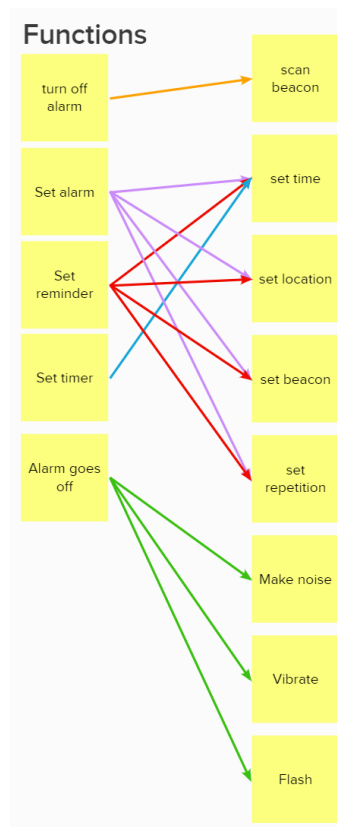 Functions
turn off
alarm
Set alarm
Set
reminder
Set timer
Alarm goes
off
scan
beacon
set time
set location
set beacon
set
repetition
Make noise
Vibrate
Flash